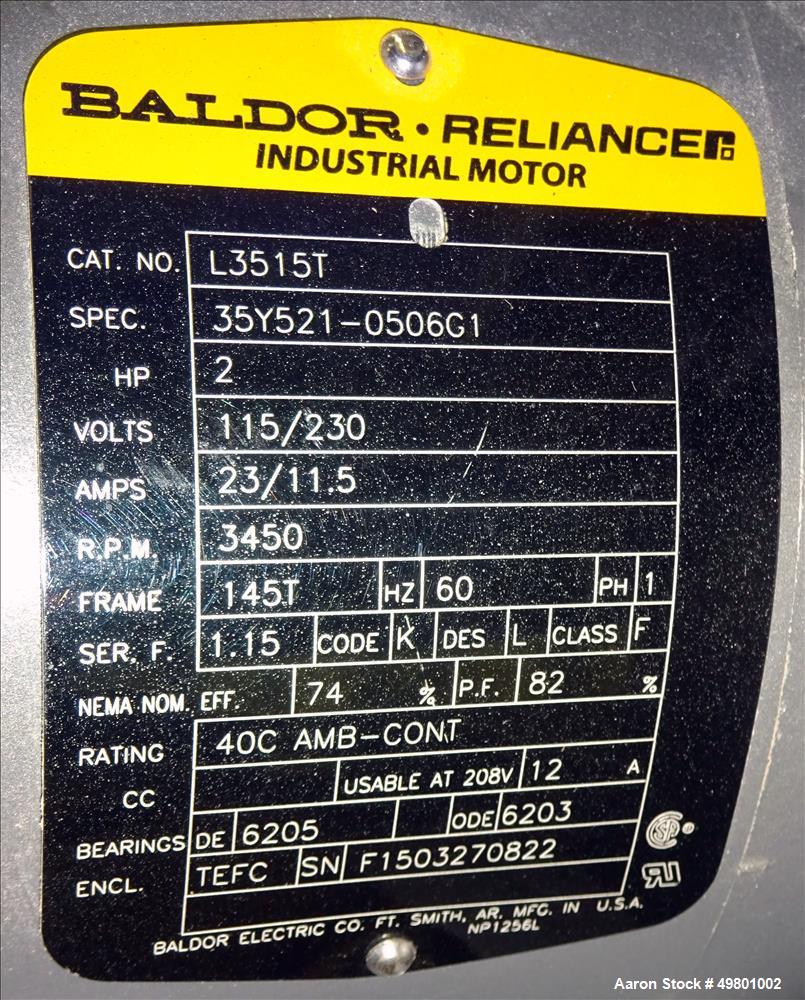 BALDOR • RELIANCE
INDUSTRIAL MOTOR
CAT. NO. L3515T
SPEC. 35Y521-0506G1
HP 2
VOLTS 115/230
AMPS 23/11.5
R.P.M. 3450
FRAME 145T HZ 60 PH 1
SER. F. 1.15 CODE K DES L CLASS F
NEMA NOM. EFF. 74 % P.F. 82 %
RATING 40C AMB-CONT
CC USABLE AT 208V 12 A
BEARINGS DE 6205 ODE 6203
ENCL. TEFC SN F1503270822
BALDOR ELECTRIC CO. FT. SMITH, AR. MFG. IN U.S.A.
NP1256L
Aaron Stock # 49801002